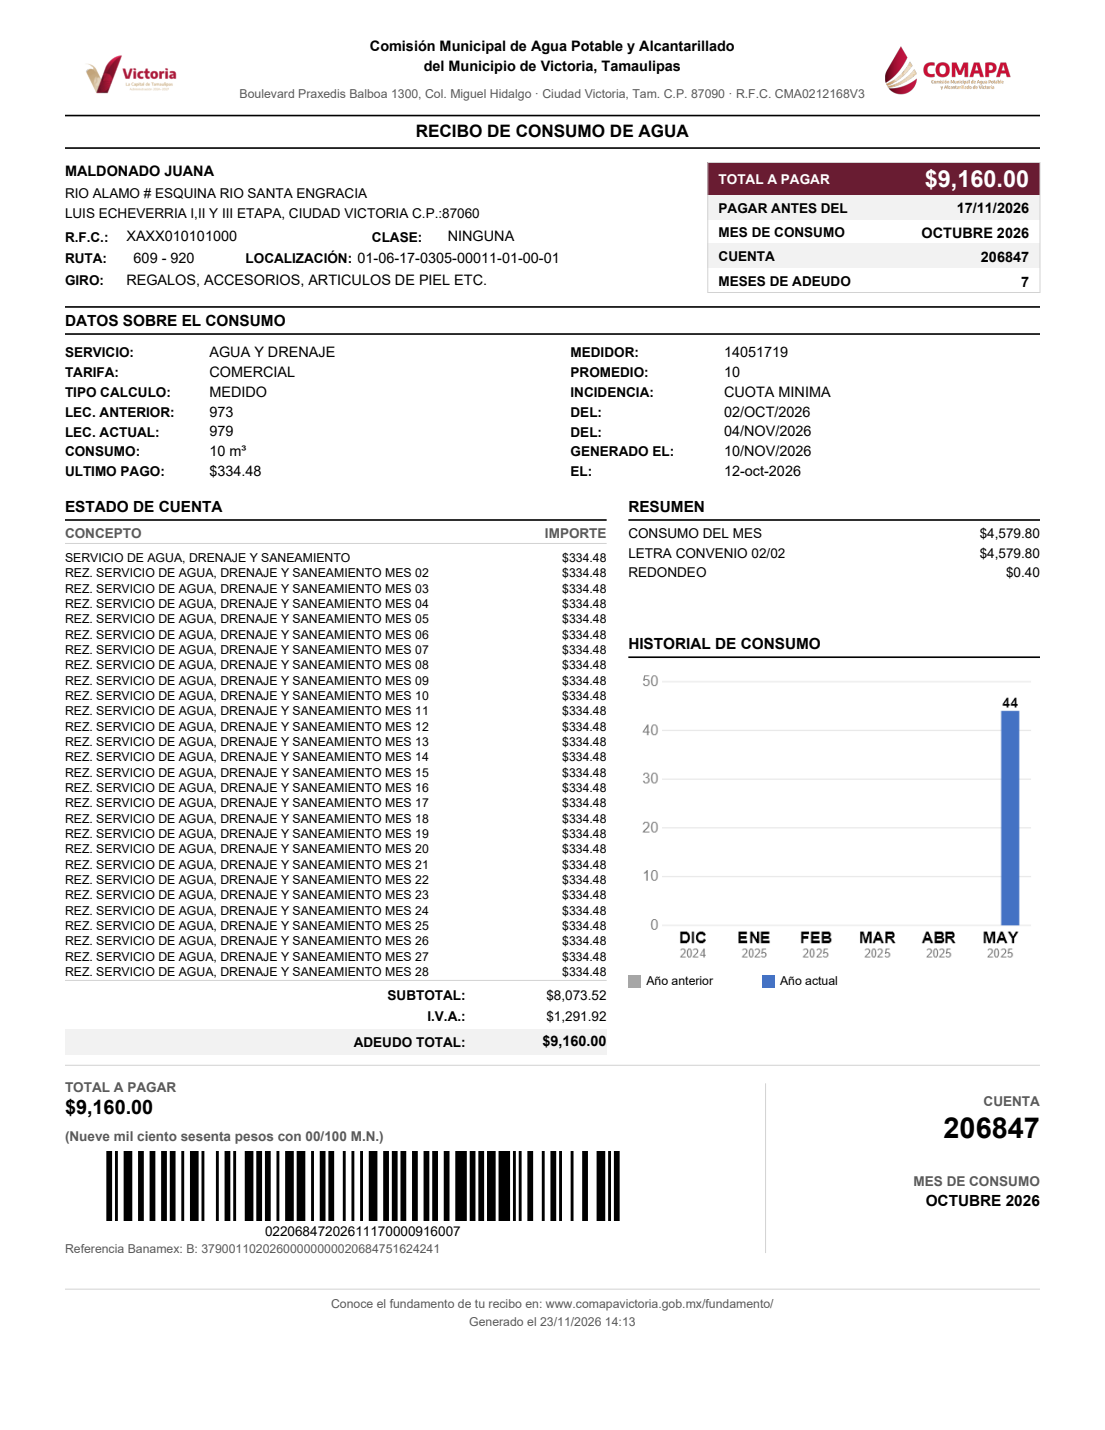 Comisión Municipal de Agua Potable y Alcantarillado
del Municipio de Victoria, Tamaulipas
Boulevard Praxedis Balboa 1300, Col. Miguel Hidalgo · Ciudad Victoria, Tam. C.P. 87090 · R.F.C. CMA0212168V3
Victoria
COMAPA
RECIBO DE CONSUMO DE AGUA
MALDONADO JUANA
RIO ALAMO # ESQUINA RIO SANTA ENGRACIA
LUIS ECHEVERRIA I,II Y III ETAPA, CIUDAD VICTORIA C.P.:87060
R.F.C.: XAXX010101000 CLASE: NINGUNA
RUTA: 609 - 920 LOCALIZACIÓN: 01-06-17-0305-00011-01-00-01
GIRO: REGALOS, ACCESORIOS, ARTICULOS DE PIEL ETC.
TOTAL A PAGAR $9,160.00
PAGAR ANTES DEL 17/11/2026
MES DE CONSUMO OCTUBRE 2026
CUENTA 206847
MESES DE ADEUDO 7
DATOS SOBRE EL CONSUMO
SERVICIO: AGUA Y DRENAJE
TARIFA: COMERCIAL
TIPO CALCULO: MEDIDO
LEC. ANTERIOR: 973
LEC. ACTUAL: 979
CONSUMO: 10 m³
ULTIMO PAGO: $334.48
MEDIDOR: 14051719
PROMEDIO: 10
INCIDENCIA: CUOTA MINIMA
DEL: 02/OCT/2026
DEL: 04/NOV/2026
GENERADO EL: 10/NOV/2026
EL: 12-oct-2026
ESTADO DE CUENTA
CONCEPTO IMPORTE
SERVICIO DE AGUA, DRENAJE Y SANEAMIENTO $334.48
REZ. SERVICIO DE AGUA, DRENAJE Y SANEAMIENTO MES 02 $334.48
REZ. SERVICIO DE AGUA, DRENAJE Y SANEAMIENTO MES 03 $334.48
REZ. SERVICIO DE AGUA, DRENAJE Y SANEAMIENTO MES 04 $334.48
REZ. SERVICIO DE AGUA, DRENAJE Y SANEAMIENTO MES 05 $334.48
REZ. SERVICIO DE AGUA, DRENAJE Y SANEAMIENTO MES 06 $334.48
REZ. SERVICIO DE AGUA, DRENAJE Y SANEAMIENTO MES 07 $334.48
REZ. SERVICIO DE AGUA, DRENAJE Y SANEAMIENTO MES 08 $334.48
REZ. SERVICIO DE AGUA, DRENAJE Y SANEAMIENTO MES 09 $334.48
REZ. SERVICIO DE AGUA, DRENAJE Y SANEAMIENTO MES 10 $334.48
REZ. SERVICIO DE AGUA, DRENAJE Y SANEAMIENTO MES 11 $334.48
REZ. SERVICIO DE AGUA, DRENAJE Y SANEAMIENTO MES 12 $334.48
REZ. SERVICIO DE AGUA, DRENAJE Y SANEAMIENTO MES 13 $334.48
REZ. SERVICIO DE AGUA, DRENAJE Y SANEAMIENTO MES 14 $334.48
REZ. SERVICIO DE AGUA, DRENAJE Y SANEAMIENTO MES 15 $334.48
REZ. SERVICIO DE AGUA, DRENAJE Y SANEAMIENTO MES 16 $334.48
REZ. SERVICIO DE AGUA, DRENAJE Y SANEAMIENTO MES 17 $334.48
REZ. SERVICIO DE AGUA, DRENAJE Y SANEAMIENTO MES 18 $334.48
REZ. SERVICIO DE AGUA, DRENAJE Y SANEAMIENTO MES 19 $334.48
REZ. SERVICIO DE AGUA, DRENAJE Y SANEAMIENTO MES 20 $334.48
REZ. SERVICIO DE AGUA, DRENAJE Y SANEAMIENTO MES 21 $334.48
REZ. SERVICIO DE AGUA, DRENAJE Y SANEAMIENTO MES 22 $334.48
REZ. SERVICIO DE AGUA, DRENAJE Y SANEAMIENTO MES 23 $334.48
REZ. SERVICIO DE AGUA, DRENAJE Y SANEAMIENTO MES 24 $334.48
REZ. SERVICIO DE AGUA, DRENAJE Y SANEAMIENTO MES 25 $334.48
REZ. SERVICIO DE AGUA, DRENAJE Y SANEAMIENTO MES 26 $334.48
REZ. SERVICIO DE AGUA, DRENAJE Y SANEAMIENTO MES 27 $334.48
REZ. SERVICIO DE AGUA, DRENAJE Y SANEAMIENTO MES 28 $334.48
SUBTOTAL: $8,073.52
I.V.A.: $1,291.92
ADEUDO TOTAL: $9,160.00
RESUMEN
CONSUMO DEL MES $4,579.80
LETRA CONVENIO 02/02 $4,579.80
REDONDEO $0.40
HISTORIAL DE CONSUMO
50
40
30
20
10
0
44
DIC ENE FEB MAR ABR MAY
2024 2025 2025 2025 2025 2025
Año anterior Año actual
TOTAL A PAGAR
$9,160.00
(Nueve mil ciento sesenta pesos con 00/100 M.N.)
02206847202611170000916007
Referencia Banamex: B: 37900110202600000000020684751624241
CUENTA
206847
MES DE CONSUMO
OCTUBRE 2026
Conoce el fundamento de tu recibo en: www.comapavictoria.gob.mx/fundamento/
Generado el 23/11/2026 14:13